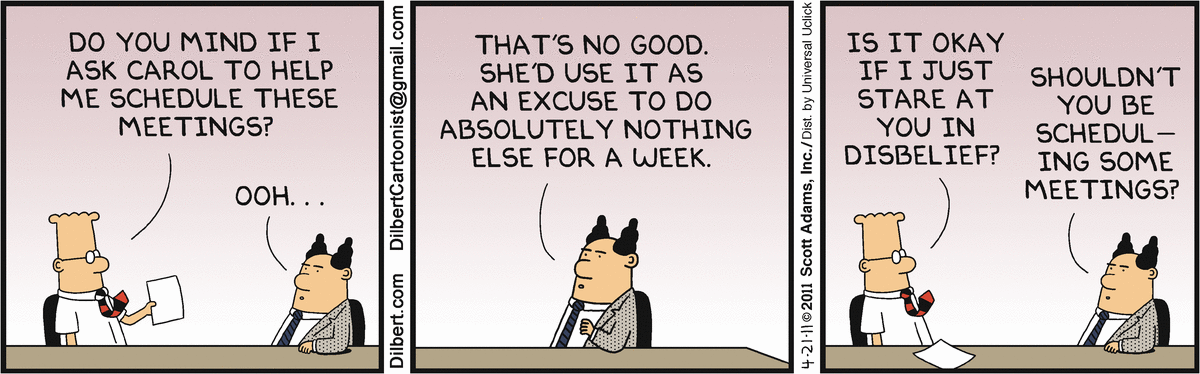 DO YOU MIND IF I
ASK CAROL TO HELP
ME SCHEDULE THESE
MEETINGS?
OOH. . .
Dilbert.com DilbertCartoonist@gmail.com
THAT'S NO GOOD.
SHE'D USE IT AS
AN EXCUSE TO DO
ABSOLUTELY NOTHING
ELSE FOR A WEEK.
4-21-11 © 2011 Scott Adams, Inc./Dist. by Universal Uclick
IS IT OKAY
IF I JUST
STARE AT
YOU IN
DISBELIEF?
SHOULDN'T
YOU BE
SCHEDUL–
ING SOME
MEETINGS?